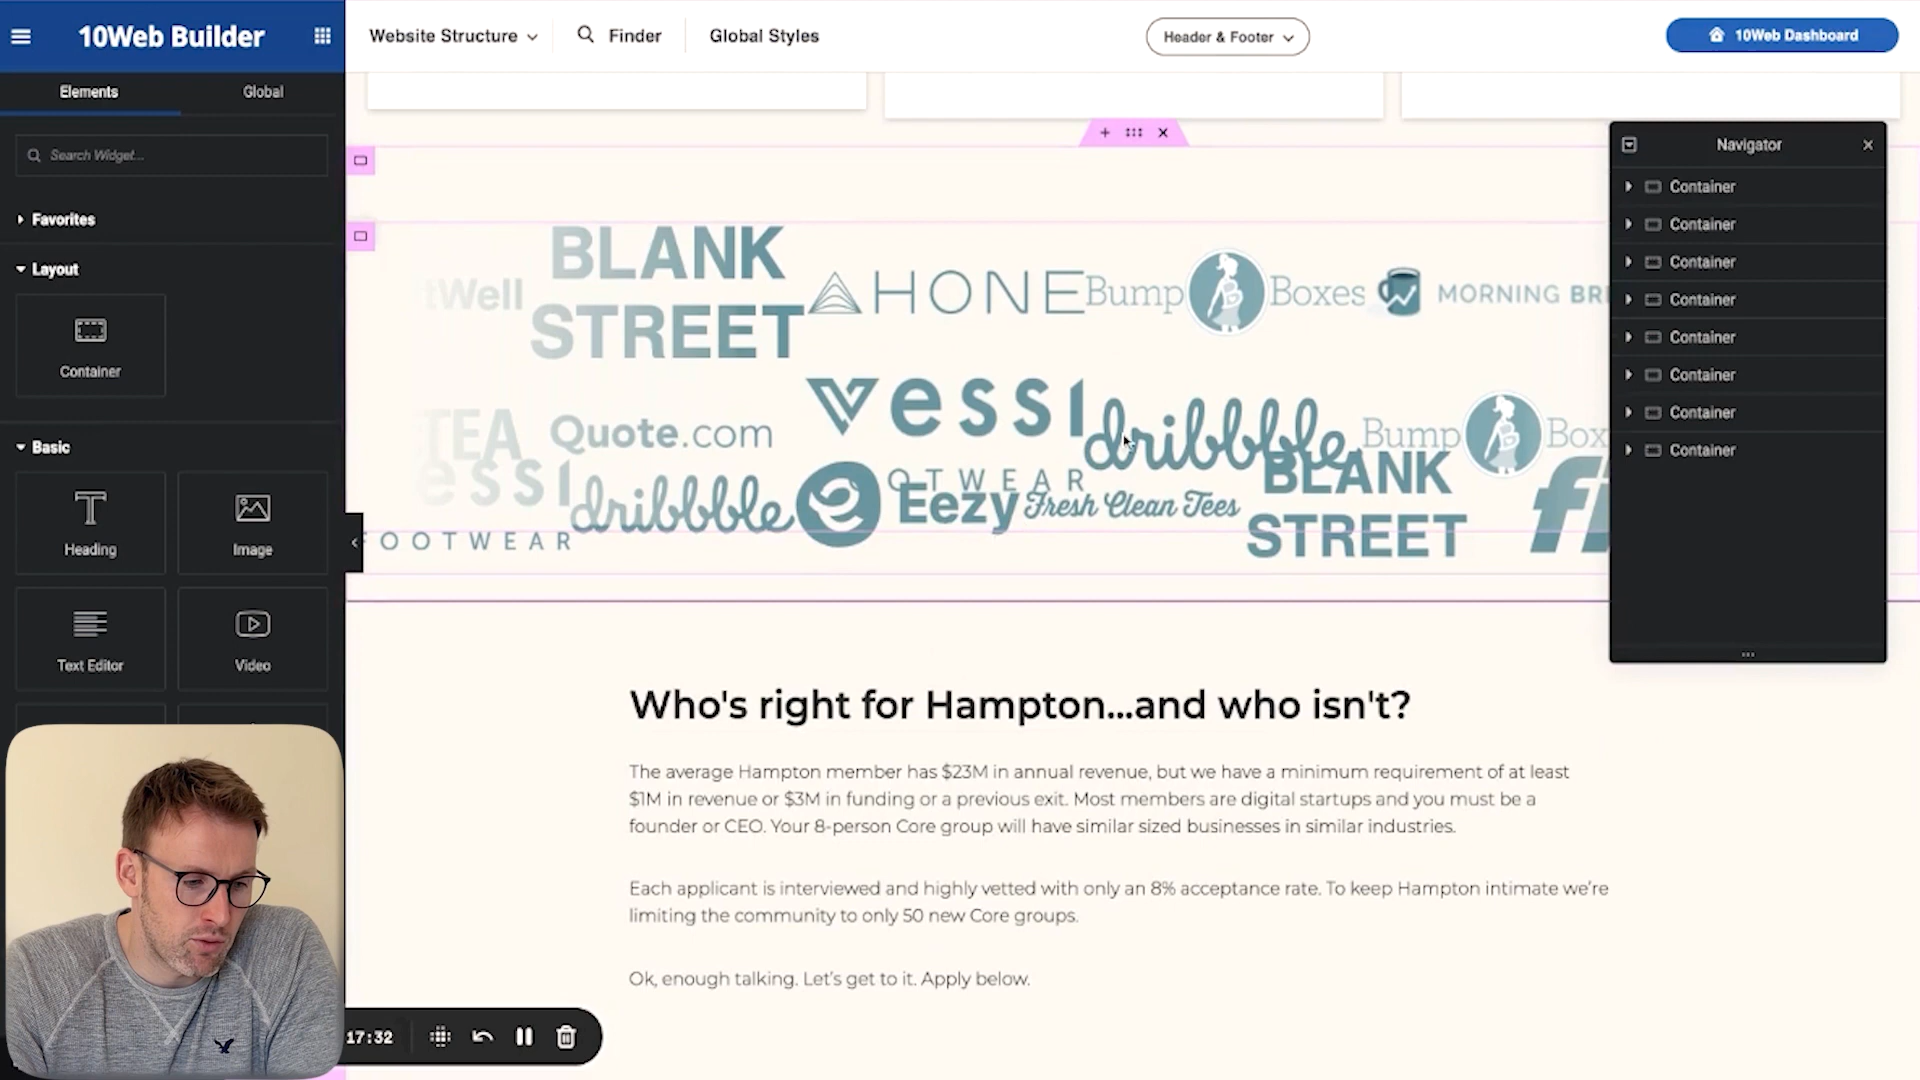 10Web Builder
Website Structure
Finder
Global Styles
Header & Footer
10Web Dashboard
Elements
Global
Search Widget...
Favorites
Layout
Container
Basic
Heading
Image
Text Editor
Video
Navigator
Container
Container
Container
Container
Container
Container
Container
Container
tWell
BLANK
STREET
HONE
Bump Boxes
MORNING BR
TEA
Quote.com
vessi
OTWEAR
dribbble
Bump Box
essi
FOOTWEAR
dribbble
Eezy
Fresh Clean Tees
BLANK
STREET
fi
Who's right for Hampton...and who isn't?
The average Hampton member has $23M in annual revenue, but we have a minimum requirement of at least
$1M in revenue or $3M in funding or a previous exit. Most members are digital startups and you must be a
founder or CEO. Your 8-person Core group will have similar sized businesses in similar industries.
Each applicant is interviewed and highly vetted with only an 8% acceptance rate. To keep Hampton intimate we're
limiting the community to only 50 new Core groups.
Ok, enough talking. Let's get to it. Apply below.
17:32